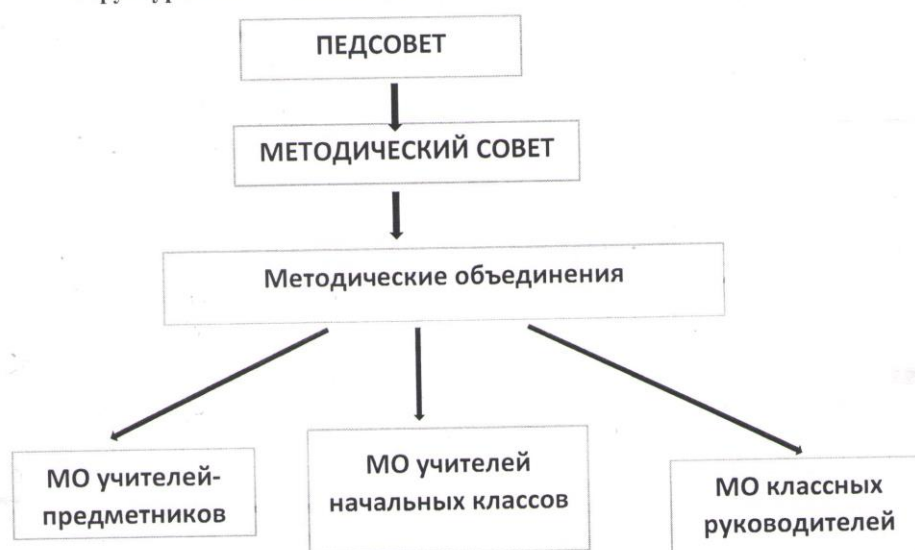 ПЕДСОВЕТ
МЕТОДИЧЕСКИЙ СОВЕТ
Методические объединения
МО учителей-
предметников
МО учителей
начальных классов
МО классных
руководителей